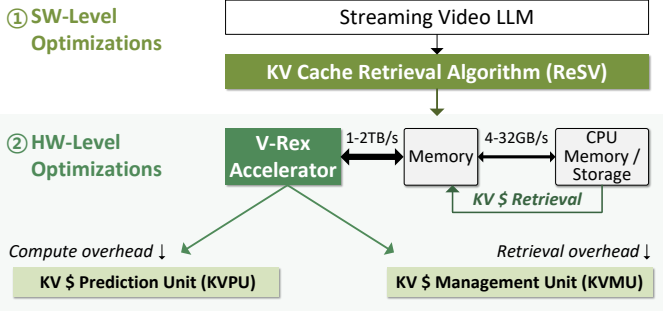 ① SW-Level
Optimizations
Streaming Video LLM
KV Cache Retrieval Algorithm (ReSV)
② HW-Level
Optimizations
V-Rex
Accelerator
1-2TB/s
Memory
4-32GB/s
CPU
Memory /
Storage
KV $ Retrieval
Compute overhead ↓
Retrieval overhead ↓
KV $ Prediction Unit (KVPU)
KV $ Management Unit (KVMU)